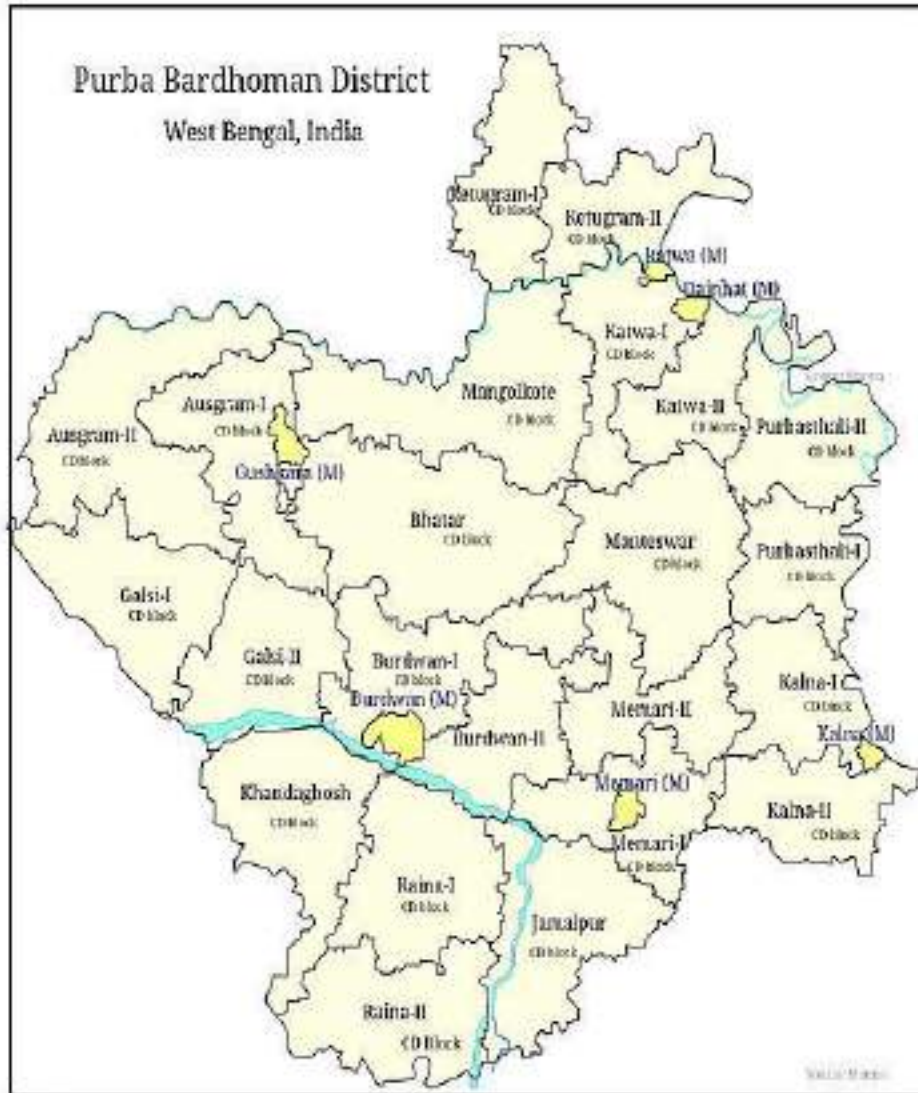 Purba Bardhoman District
West Bengal, India
Ketugram-I
CD block
Ketugram-II
CD block
Katwa (M)
Dainhat (M)
Katwa-I
CD block
Mongolkote
CD block
Katwa-II
CD block
Purbasthali-II
CD block
Ausgram-I
CD block
Ausgram-II
CD block
Gushkara (M)
Bhatar
CD block
Manteswar
CD block
Purbasthali-I
CD block
Galsi-I
CD block
Galsi-II
CD block
Burdwan-I
CD block
Burdwan (M)
Burdwan-II
Memari-II
Kalna-I
CD block
Kalna (M)
Khandaghosh
CD block
Memari (M)
Kalna-II
CD block
Memari-I
CD block
Raina-I
CD block
Jamalpur
CD block
Raina-II
CD Block